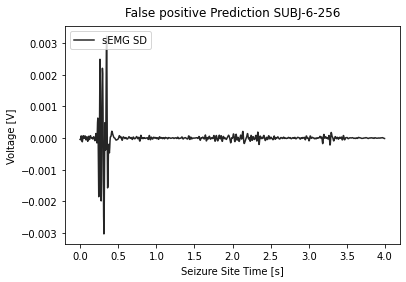 False positive Prediction SUBJ-6-256
sEMG SD
0.003
0.002
0.001
0.000
−0.001
−0.002
−0.003
Voltage [V]
0.0 0.5 1.0 1.5 2.0 2.5 3.0 3.5 4.0
Seizure Site Time [s]